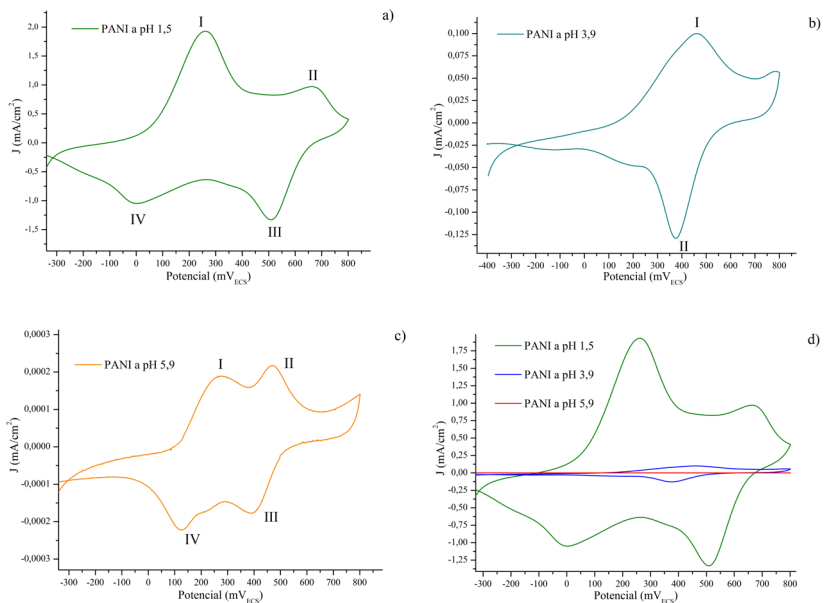 a)
PANI a pH 1,5
I
II
III
IV
2,0
1,5
1,0
0,5
0,0
-0,5
-1,0
-1,5
J (mA/cm²)
-300 -200 -100 0 100 200 300 400 500 600 700 800
Potencial (mV_ECS)
b)
PANI a pH 3,9
I
II
0,100
0,075
0,050
0,025
0,000
-0,025
-0,050
-0,075
-0,100
-0,125
J (mA/cm²)
-400 -300 -200 -100 0 100 200 300 400 500 600 700 800
Potencial (mV_ECS)
c)
PANI a pH 5,9
I
II
III
IV
0,0003
0,0002
0,0001
0,0000
-0,0001
-0,0002
-0,0003
J (mA/cm²)
-300 -200 -100 0 100 200 300 400 500 600 700 800
Potencial (mV_ECS)
d)
PANI a pH 1,5
PANI a pH 3,9
PANI a pH 5,9
1,75
1,50
1,25
1,00
0,75
0,50
0,25
0,00
-0,25
-0,50
-0,75
-1,00
-1,25
J (mA/cm²)
-300 -200 -100 0 100 200 300 400 500 600 700 800
Potencial (mV_ECS)